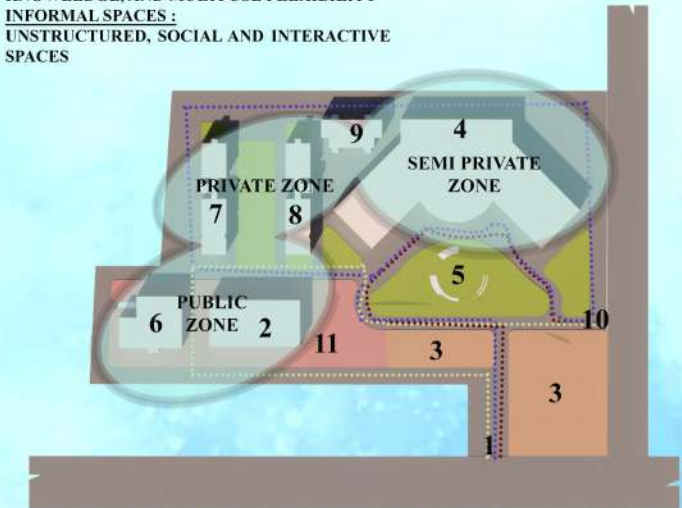 INFORMAL SPACES :
UNSTRUCTURED, SOCIAL AND INTERACTIVE
SPACES
9
4
SEMI PRIVATE
ZONE
PRIVATE ZONE
7
8
5
PUBLIC
ZONE
6
2
10
11
3
3
1